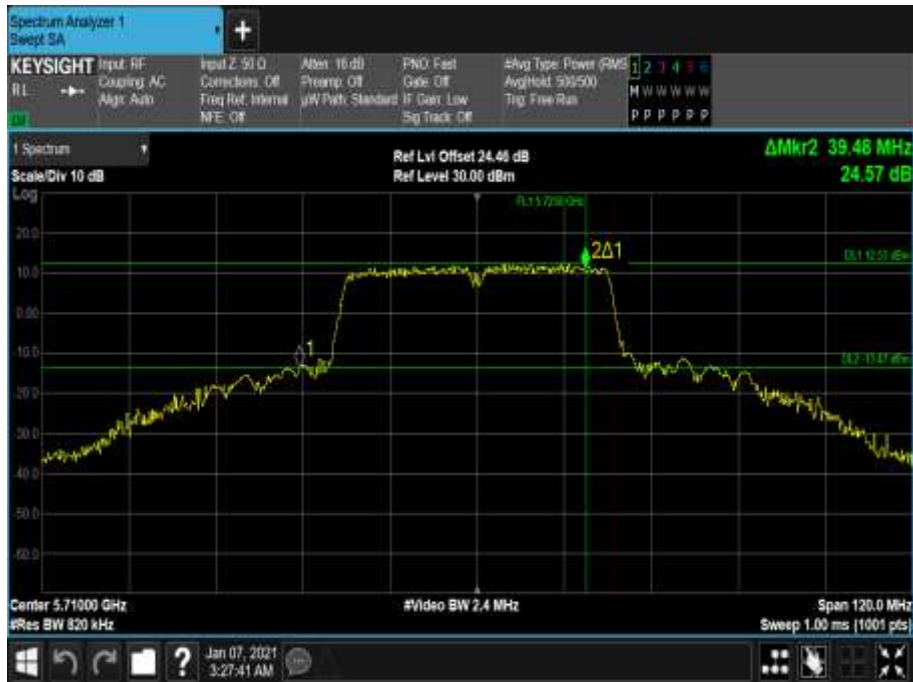 Spectrum Analyzer 1
Swept SA
+
KEYSIGHT
RL
Input: RF
Coupling: AC
Align: Auto
Input Z: 50 Ω
Corrections: Off
Freq Ref: Internal
NFE: Off
Atten: 16 dB
Preamp: Off
µW Path: Standard
PNO: Fast
Gate: Off
IF Gain: Low
Sig Track: Off
#Avg Type: Power (RMS
Avg|Hold: 500/500
Trig: Free Run
1 2 3 4 5 6
M W W W W W
P P P P P P
1 Spectrum
Scale/Div 10 dB
Log
Ref Lvl Offset 24.46 dB
Ref Level 30.00 dBm
ΔMkr2 39.48 MHz
24.57 dB
2Δ1
DL1 12.57 dBm
1
20.0
10.0
0.00
-10.0
-20.0
-30.0
-40.0
-50.0
-60.0
Center 5.71000 GHz
#Res BW 820 kHz
#Video BW 2.4 MHz
Span 120.0 MHz
Sweep 1.00 ms (1001 pts)
?
Jan 07, 2021
3:27:41 AM